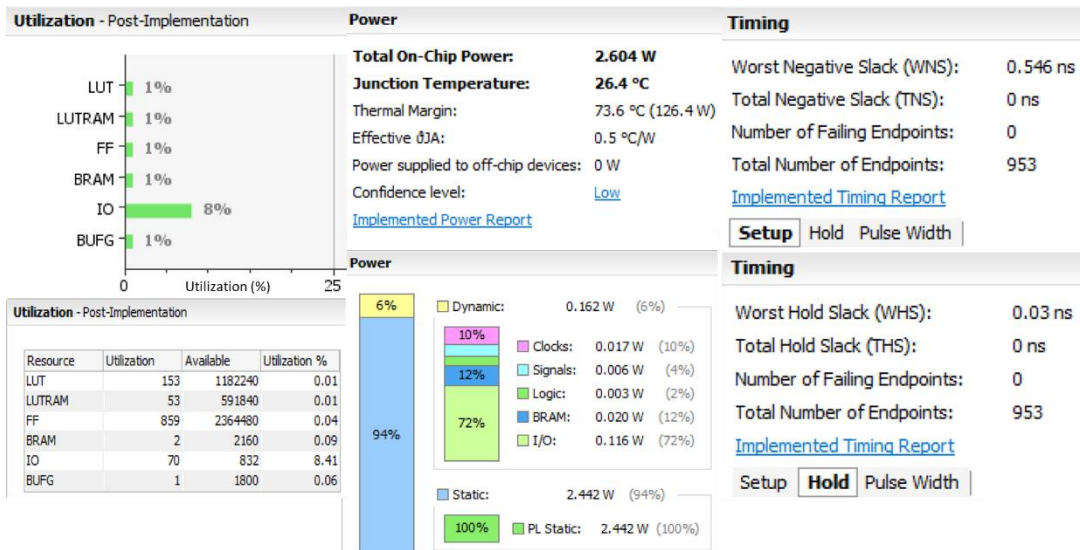 Utilization - Post-Implementation
LUT 1%
LUTRAM 1%
FF 1%
BRAM 1%
IO 8%
BUFG 1%
0 Utilization (%) 25
Utilization - Post-Implementation
Resource Utilization Available Utilization %
LUT 153 1182240 0.01
LUTRAM 53 591840 0.01
FF 859 2364480 0.04
BRAM 2 2160 0.09
IO 70 832 8.41
BUFG 1 1800 0.06
Power
Total On-Chip Power: 2.604 W
Junction Temperature: 26.4 °C
Thermal Margin: 73.6 °C (126.4 W)
Effective ϑJA: 0.5 °C/W
Power supplied to off-chip devices: 0 W
Confidence level: Low
Implemented Power Report
Power
6%
94%
Dynamic: 0.162 W (6%)
10%
12%
72%
Clocks: 0.017 W (10%)
Signals: 0.006 W (4%)
Logic: 0.003 W (2%)
BRAM: 0.020 W (12%)
I/O: 0.116 W (72%)
Static: 2.442 W (94%)
100% PL Static: 2.442 W (100%)
Timing
Worst Negative Slack (WNS): 0.546 ns
Total Negative Slack (TNS): 0 ns
Number of Failing Endpoints: 0
Total Number of Endpoints: 953
Implemented Timing Report
Setup Hold Pulse Width
Timing
Worst Hold Slack (WHS): 0.03 ns
Total Hold Slack (THS): 0 ns
Number of Failing Endpoints: 0
Total Number of Endpoints: 953
Implemented Timing Report
Setup Hold Pulse Width